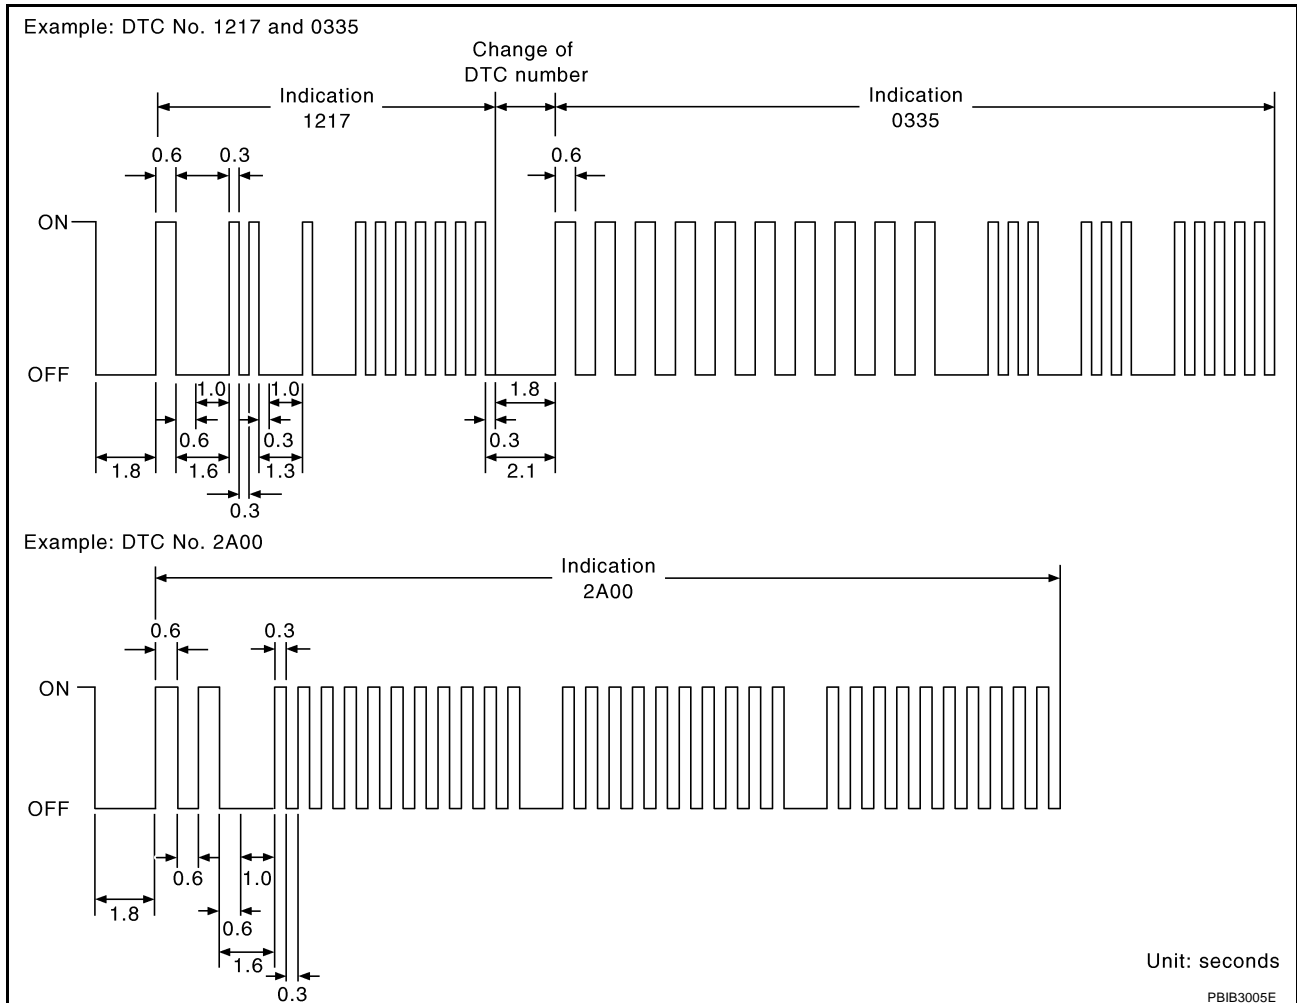 Example: DTC No. 1217 and 0335
Change of
DTC number
Indication
1217
Indication
0335
0.6
0.3
0.6
ON
OFF
1.0
1.0
1.8
0.6
0.3
0.3
1.8
1.6
1.3
2.1
0.3
Example: DTC No. 2A00
Indication
2A00
0.6
0.3
ON
OFF
0.6
1.0
1.8
0.6
1.6
0.3
Unit: seconds
PBIB3005E